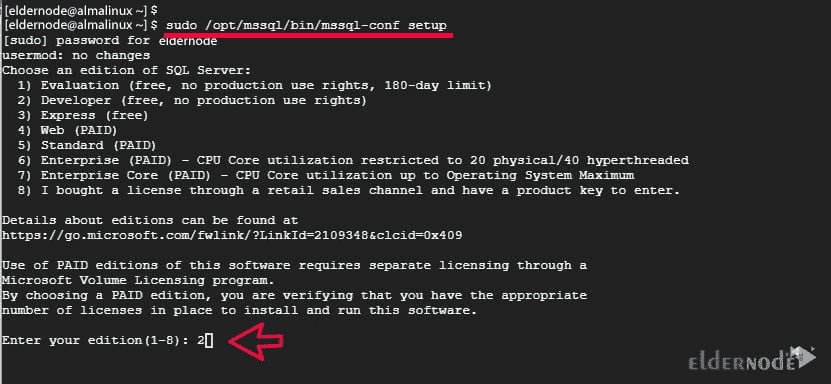 [eldernode@almalinux ~]$
[eldernode@almalinux ~]$ sudo /opt/mssql/bin/mssql-conf setup
[sudo] password for eldernode
usermod: no changes
Choose an edition of SQL Server:
1) Evaluation (free, no production use rights, 180-day limit)
2) Developer (free, no production use rights)
3) Express (free)
4) Web (PAID)
5) Standard (PAID)
6) Enterprise (PAID) - CPU Core utilization restricted to 20 physical/40 hyperthreaded
7) Enterprise Core (PAID) - CPU Core utilization up to Operating System Maximum
8) I bought a license through a retail sales channel and have a product key to enter.
Details about editions can be found at
https://go.microsoft.com/fwlink/?LinkId=2109348&clcid=0x409
Use of PAID editions of this software requires separate licensing through a
Microsoft Volume Licensing program.
By choosing a PAID edition, you are verifying that you have the appropriate
number of licenses in place to install and run this software.
Enter your edition(1-8): 2
eldernode